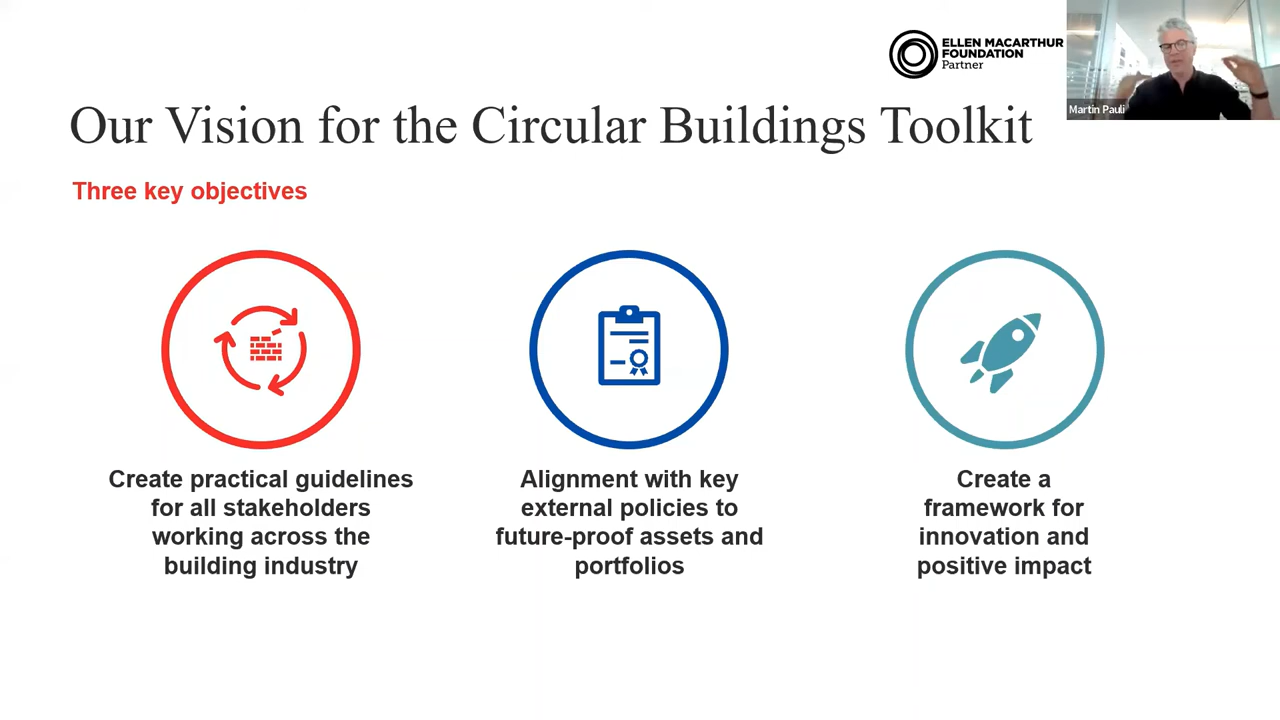 ELLEN MACARTHUR
FOUNDATION
Partner
Martin Pauli
Our Vision for the Circular Buildings Toolkit
Three key objectives
Create practical guidelines
for all stakeholders
working across the
building industry
Alignment with key
external policies to
future-proof assets and
portfolios
Create a
framework for
innovation and
positive impact